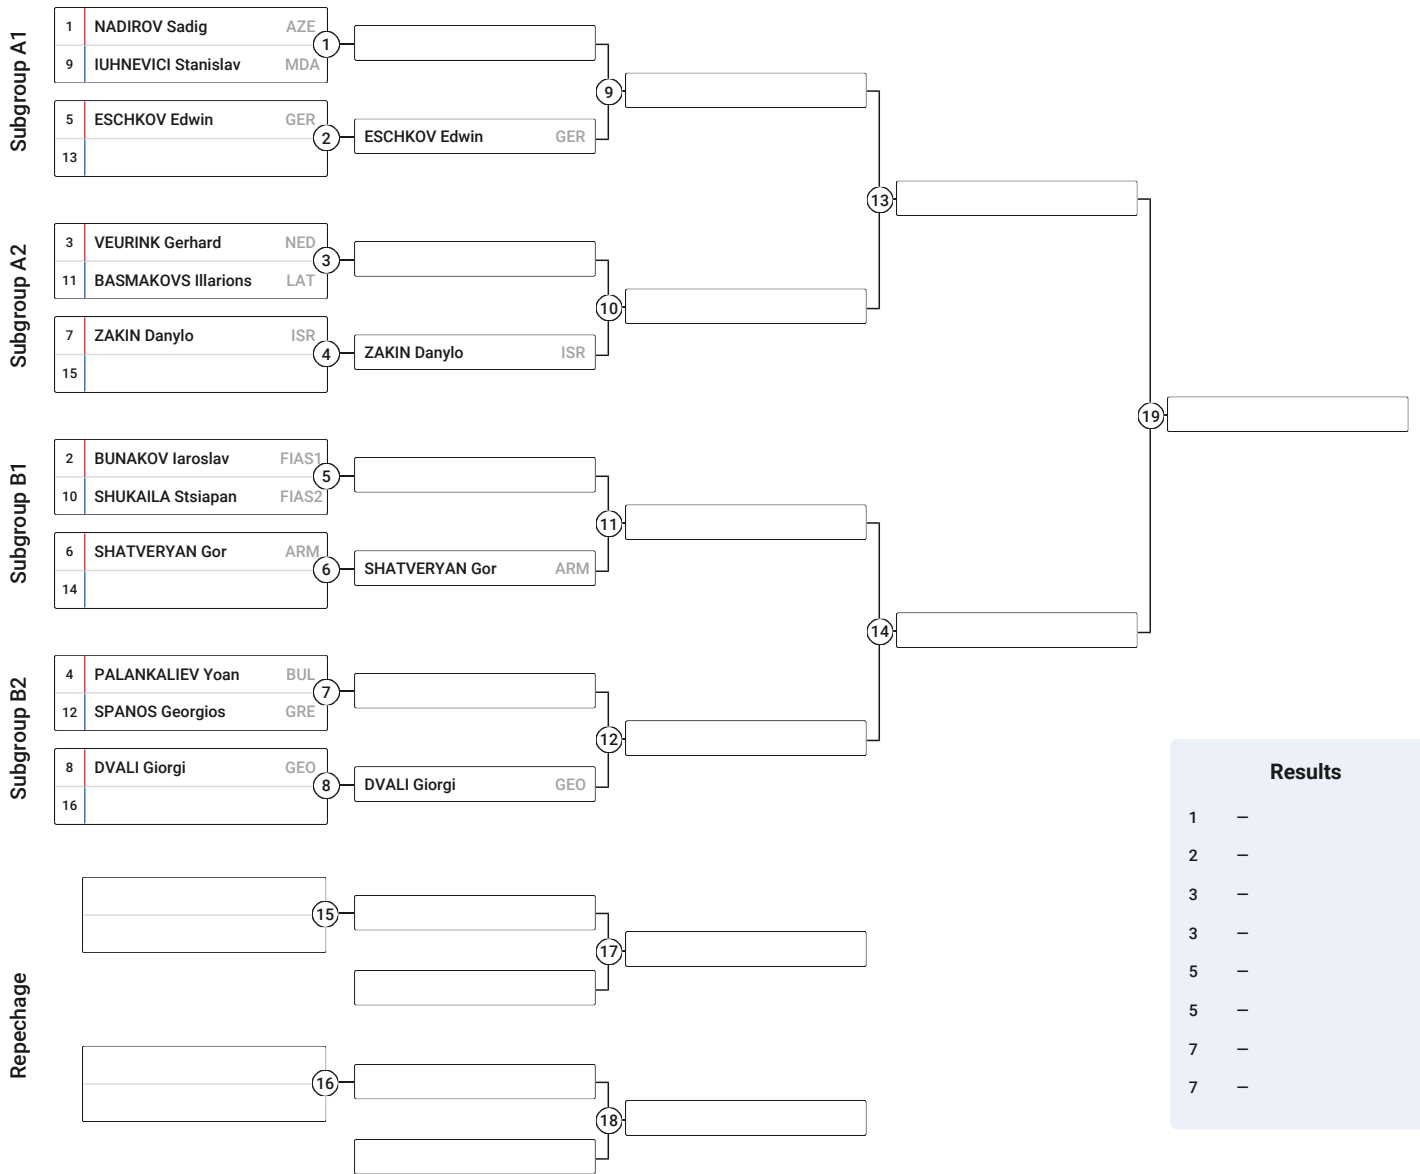 Subgroup A1
1 NADIROV Sadig AZE
9 IUHNEVICI Stanislav MDA
1
5 ESCHKOV Edwin GER
13
2
ESCHKOV Edwin GER
9
Subgroup A2
3 VEURINK Gerhard NED
11 BASMAKOVS Illarions LAT
3
7 ZAKIN Danylo ISR
15
4
ZAKIN Danylo ISR
10
13
Subgroup B1
2 BUNAKOV Iaroslav FIAS1
10 SHUKAILA Stsiapan FIAS2
5
6 SHATVERYAN Gor ARM
14
6
SHATVERYAN Gor ARM
11
Subgroup B2
4 PALANKALIEV Yoan BUL
12 SPANOS Georgios GRE
7
8 DVALI Giorgi GEO
16
8
DVALI Giorgi GEO
12
14
19
Repechage
15
17
16
18
Results
1 –
2 –
3 –
3 –
5 –
5 –
7 –
7 –